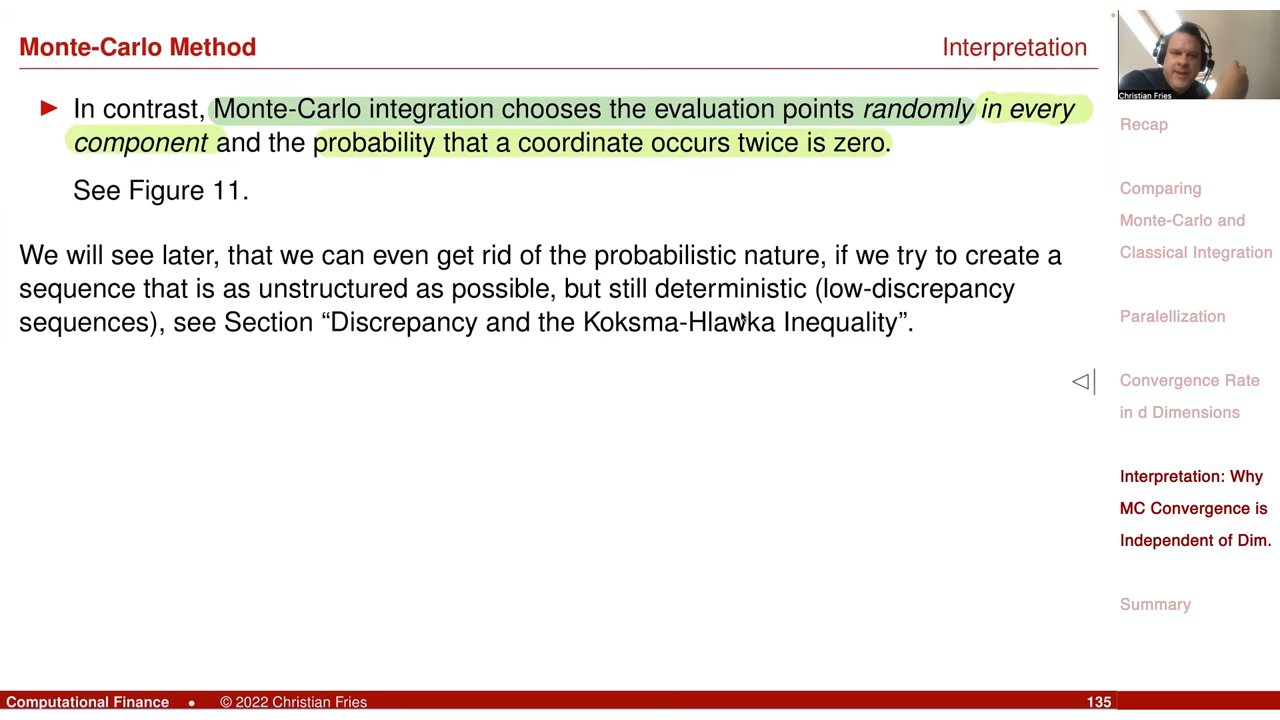 Monte-Carlo Method
Interpretation
► In contrast, Monte-Carlo integration chooses the evaluation points randomly in every
component and the probability that a coordinate occurs twice is zero.
See Figure 11.
We will see later, that we can even get rid of the probabilistic nature, if we try to create a
sequence that is as unstructured as possible, but still deterministic (low-discrepancy
sequences), see Section “Discrepancy and the Koksma-Hlawka Inequality”.
Christian Fries
Recap
Comparing
Monte-Carlo and
Classical Integration
Paralellization
Convergence Rate
in d Dimensions
Interpretation: Why
MC Convergence is
Independent of Dim.
Summary
Computational Finance • © 2022 Christian Fries
135